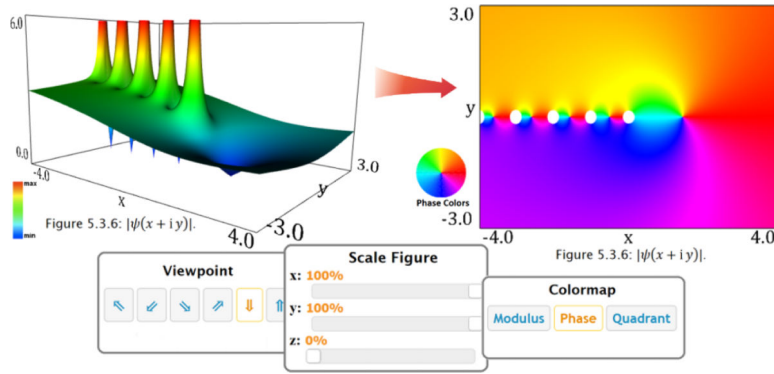 6.0
0.0
-4.0
x
4.0
-3.0
y
3.0
max
min
Figure 5.3.6: |ψ(x + i y)|.
3.0
y
-3.0
-4.0
x
4.0
Phase Colors
Figure 5.3.6: |ψ(x + i y)|.
Viewpoint
⇖ ⇙ ⇘ ⇗ ⇓ ⇑
Scale Figure
x: 100%
y: 100%
z: 0%
Colormap
Modulus Phase Quadrant